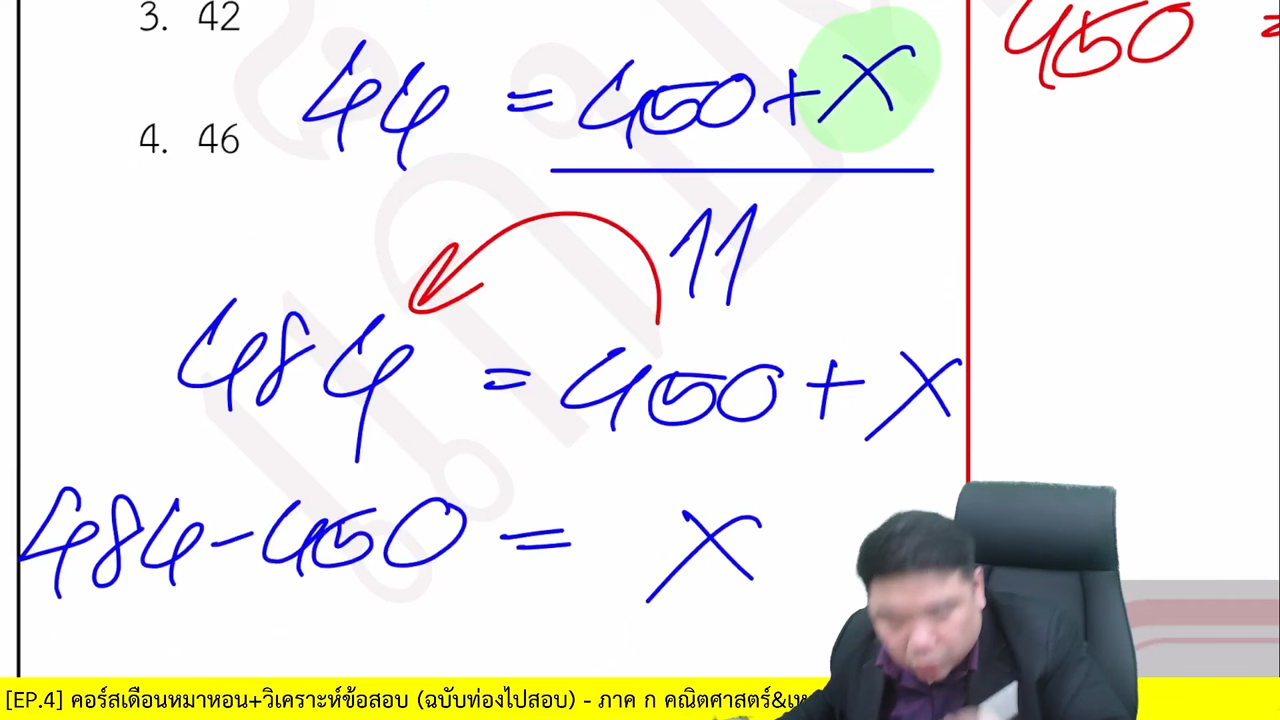 3. 42
450 =
44 = 450 + X
4. 46
11
484 = 450 + X
484 - 450 = X
[EP.4] คอร์สเดือนหมาหอน+วิเคราะห์ข้อสอบ (ฉบับท่องไปสอบ) - ภาค ก คณิตศาสตร์&